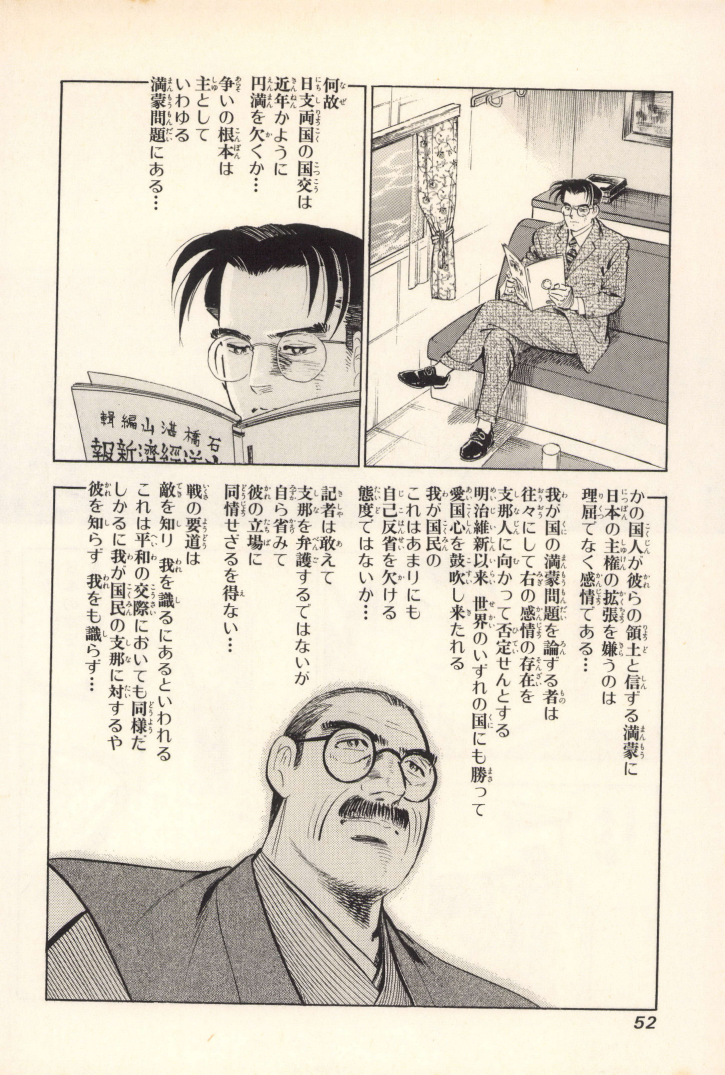 何故
日支両国の国交は
近年かように
円満を欠くか…
争いの根本は
主として
いわゆる
満蒙問題にある…
石橋湛山編輯
経濟新報
かの国人が彼らの領土と信ずる満蒙に
日本の主権の拡張を嫌うのは
理屈でなく感情である…
我が国の満蒙問題を論ずる者は
往々にして右の感情の存在を
支那人に向かって否定せんとする
明治維新以来 世界のいずれの国にも勝って
愛国心を鼓吹し来たれる
我が国民の
これはあまりにも
自己反省を欠ける
態度ではないか…
記者は敢えて
支那を弁護するではないが
自ら省みて
彼の立場に
同情せざるを得ない…
戦の要道は
敵を知り 我を識るにあるといわれる
これは平和の交際においても同様だ
しかるに我が国民の支那に対するや
彼を知らず 我をも識らず…
52